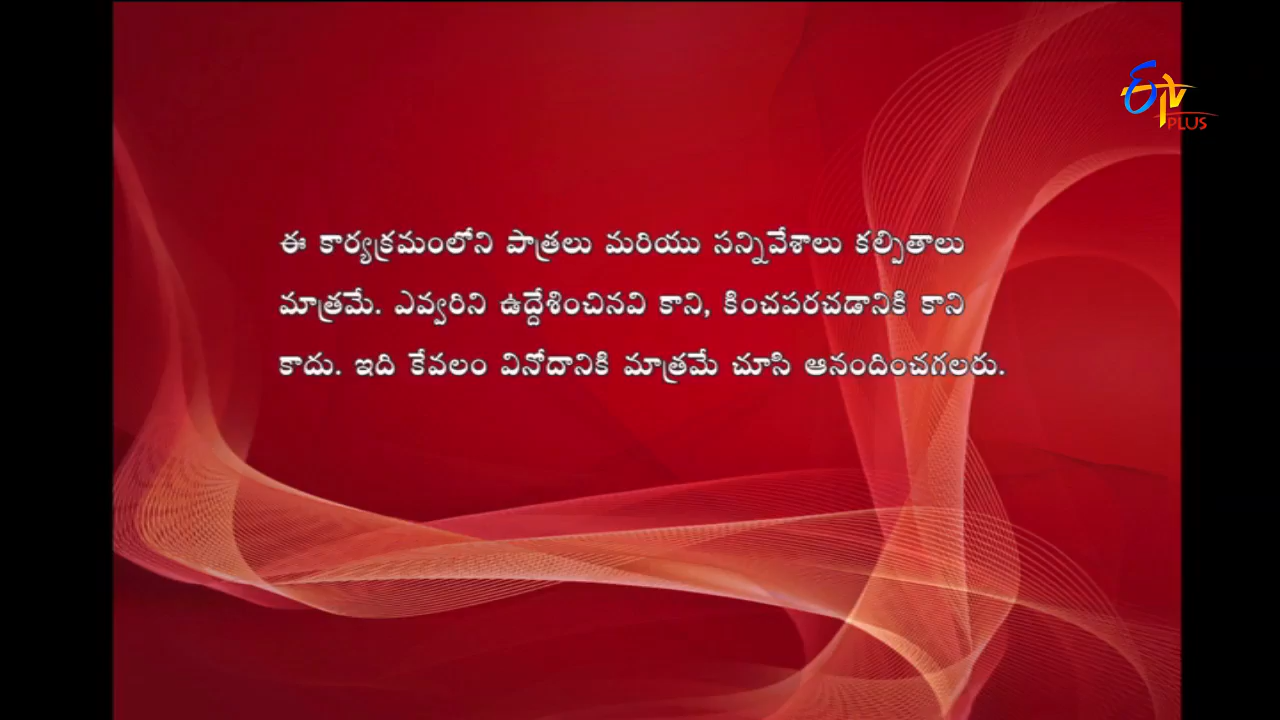 ETV
PLUS
ఈ కార్యక్రమంలోని పాత్రలు మరియు సన్నివేశాలు కల్పితాలు
మాత్రమే. ఎవ్వరిని ఉద్దేశించినవి కాని, కించపరచడానికి కాని
కాదు. ఇది కేవలం వినోదానికి మాత్రమే చూసి ఆనందించగలరు.